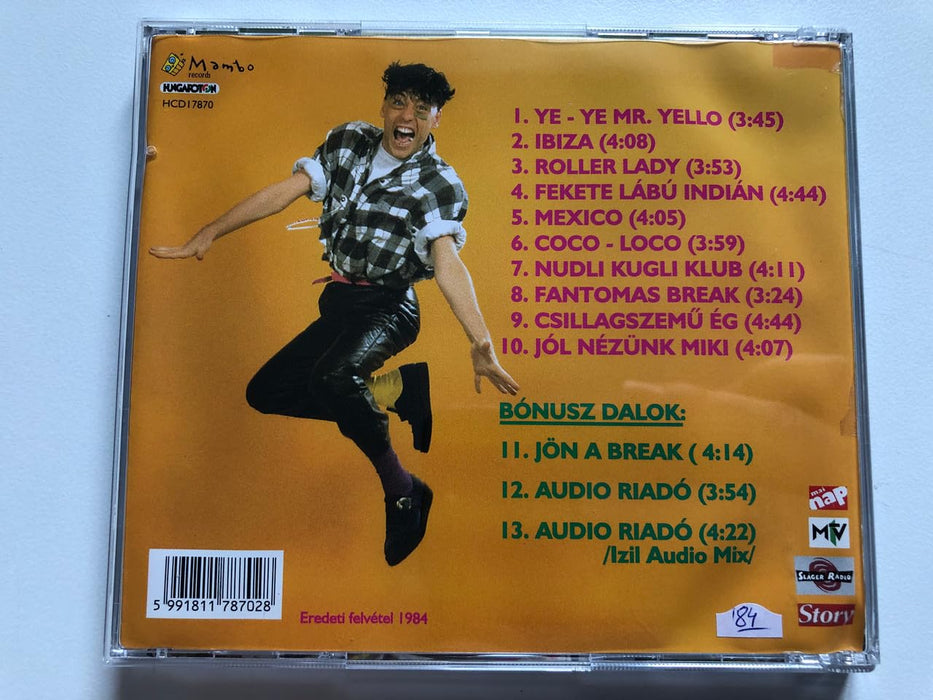 Mambo
records
HUNGAROTON
HCD17870
1. YE - YE MR. YELLO (3:45)
2. IBIZA (4:08)
3. ROLLER LADY (3:53)
4. FEKETE LÁBÚ INDIÁN (4:44)
5. MEXICO (4:05)
6. COCO - LOCO (3:59)
7. NUDLI KUGLI KLUB (4:11)
8. FANTOMAS BREAK (3:24)
9. CSILLAGSZEMŰ ÉG (4:44)
10. JÓL NÉZÜNK MIKI (4:07)
BÓNUSZ DALOK:
11. JÖN A BREAK ( 4:14)
12. AUDIO RIADÓ (3:54)
13. AUDIO RIADÓ (4:22)
/Izil Audio Mix/
mai
nap
MTV
SLÁGER RÁDIÓ
Story
'84
5 991811 787028
Eredeti felvétel 1984